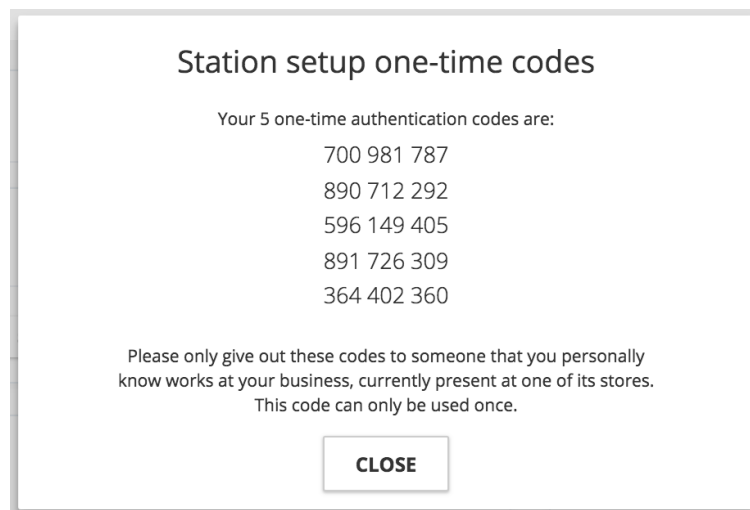 Station setup one-time codes
Your 5 one-time authentication codes are:
700 981 787
890 712 292
596 149 405
891 726 309
364 402 360
Please only give out these codes to someone that you personally
know works at your business, currently present at one of its stores.
This code can only be used once.
CLOSE